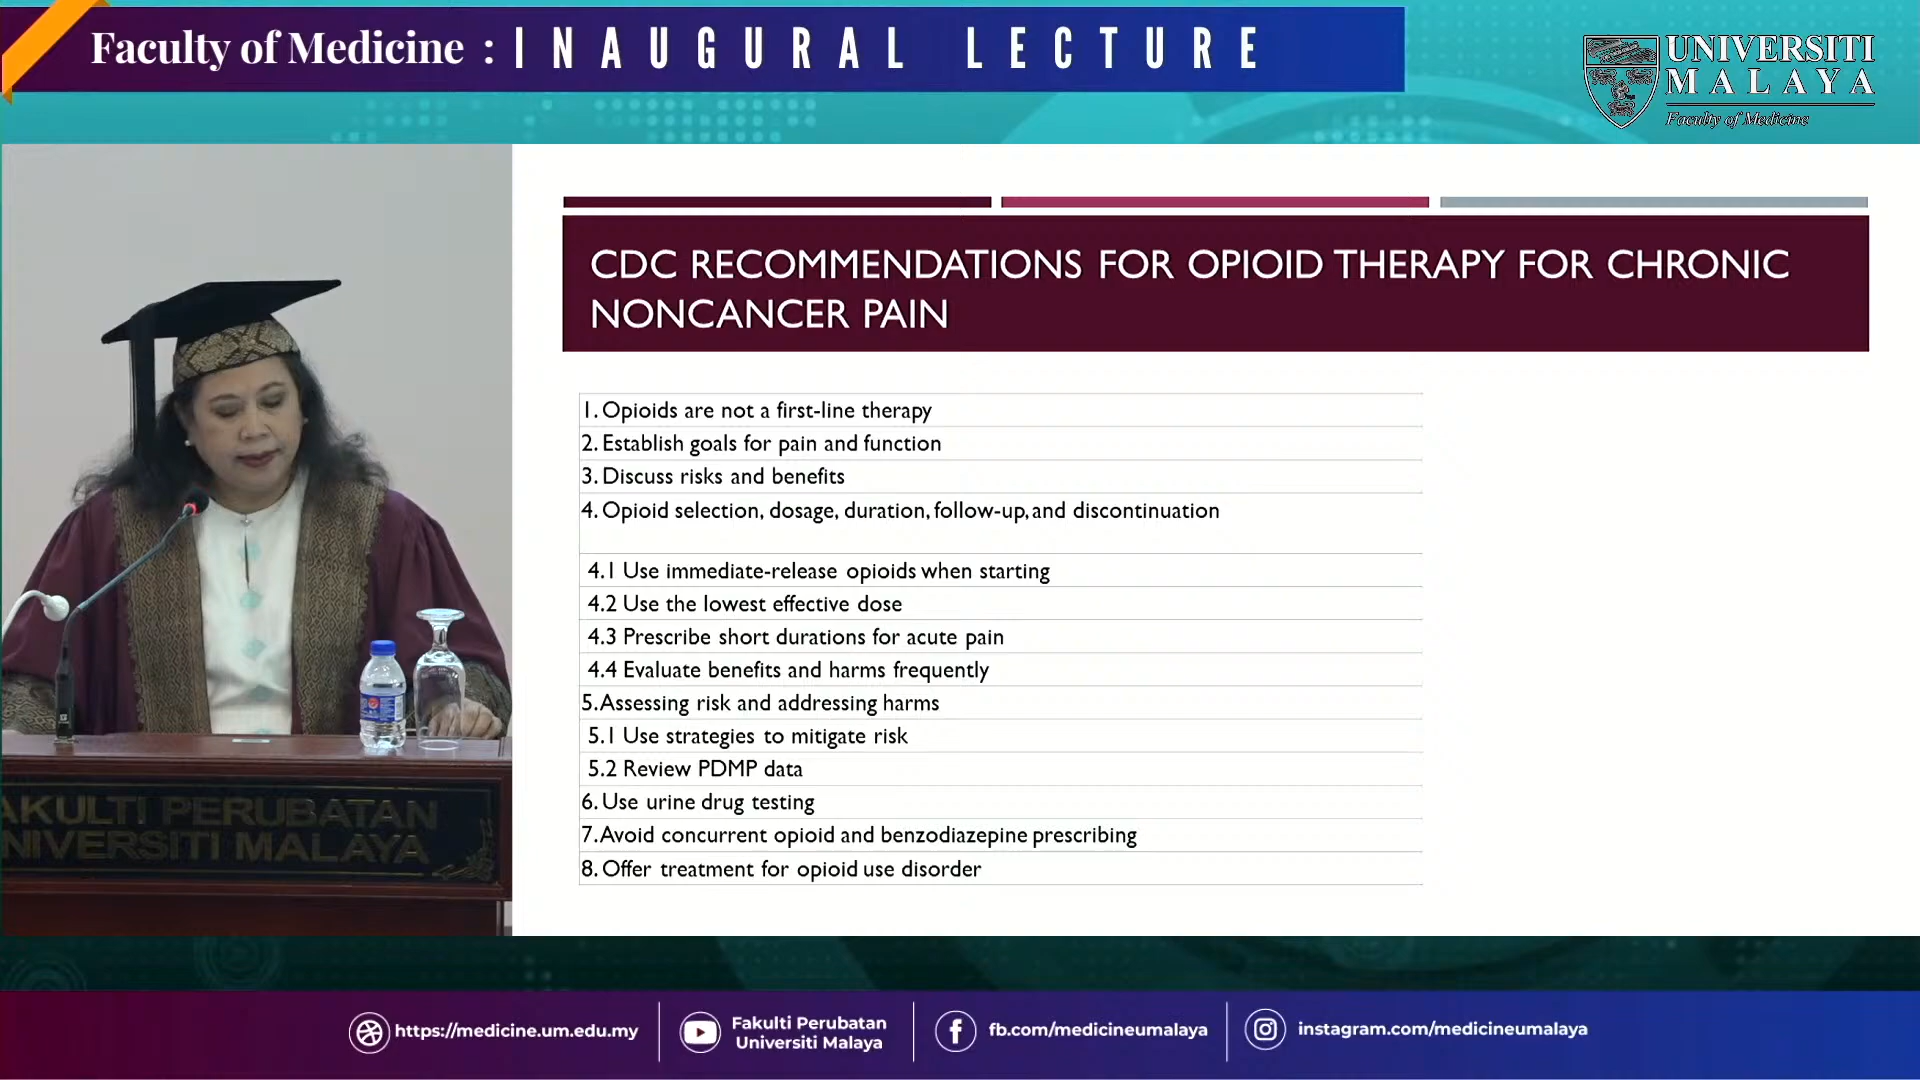 Faculty of Medicine : INAUGURAL LECTURE
UNIVERSITI
MALAYA
Faculty of Medicine
CDC RECOMMENDATIONS FOR OPIOID THERAPY FOR CHRONIC
NONCANCER PAIN
1. Opioids are not a first-line therapy
2. Establish goals for pain and function
3. Discuss risks and benefits
4. Opioid selection, dosage, duration, follow-up, and discontinuation
4.1 Use immediate-release opioids when starting
4.2 Use the lowest effective dose
4.3 Prescribe short durations for acute pain
4.4 Evaluate benefits and harms frequently
5. Assessing risk and addressing harms
5.1 Use strategies to mitigate risk
5.2 Review PDMP data
6. Use urine drug testing
7. Avoid concurrent opioid and benzodiazepine prescribing
8. Offer treatment for opioid use disorder
AKULTI PERUBATAN
NIVERSITI MALAYA
https://medicine.um.edu.my
Fakulti Perubatan
Universiti Malaya
fb.com/medicineumalaya
instagram.com/medicineumalaya